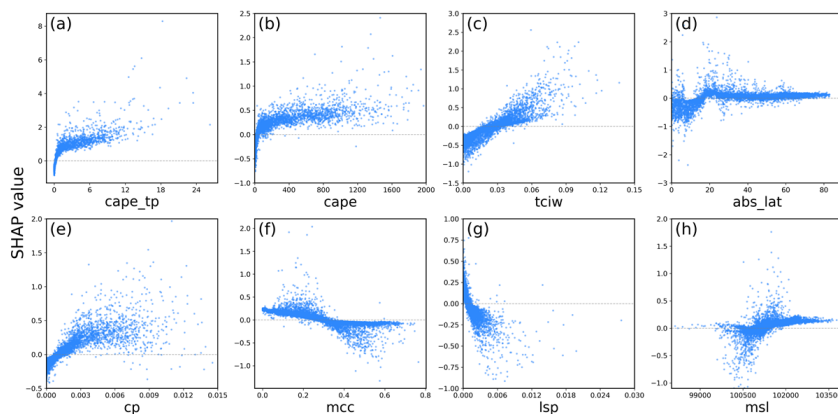 SHAP value
(a)
8
6
4
2
0
0 6 12 18 24
cape_tp
(b)
2.5
2.0
1.5
1.0
0.5
0.0
−0.5
−1.0
0 400 800 1200 1600 2000
cape
(c)
3.0
2.5
2.0
1.5
1.0
0.5
0.0
−0.5
−1.0
−1.5
0.00 0.03 0.06 0.09 0.12 0.15
tciw
(d)
3
2
1
0
−1
−2
−3
0 20 40 60 80
abs_lat
(e)
2.0
1.5
1.0
0.5
0.0
−0.5
0.000 0.003 0.006 0.009 0.012 0.015
cp
(f)
2.0
1.5
1.0
0.5
0.0
−0.5
−1.0
0.0 0.2 0.4 0.6 0.8
mcc
(g)
1.00
0.75
0.50
0.25
0.00
−0.25
−0.50
−0.75
−1.00
0.000 0.006 0.012 0.018 0.024 0.030
lsp
(h)
2.0
1.5
1.0
0.5
0.0
−0.5
−1.0
99000 100500 102000
msl